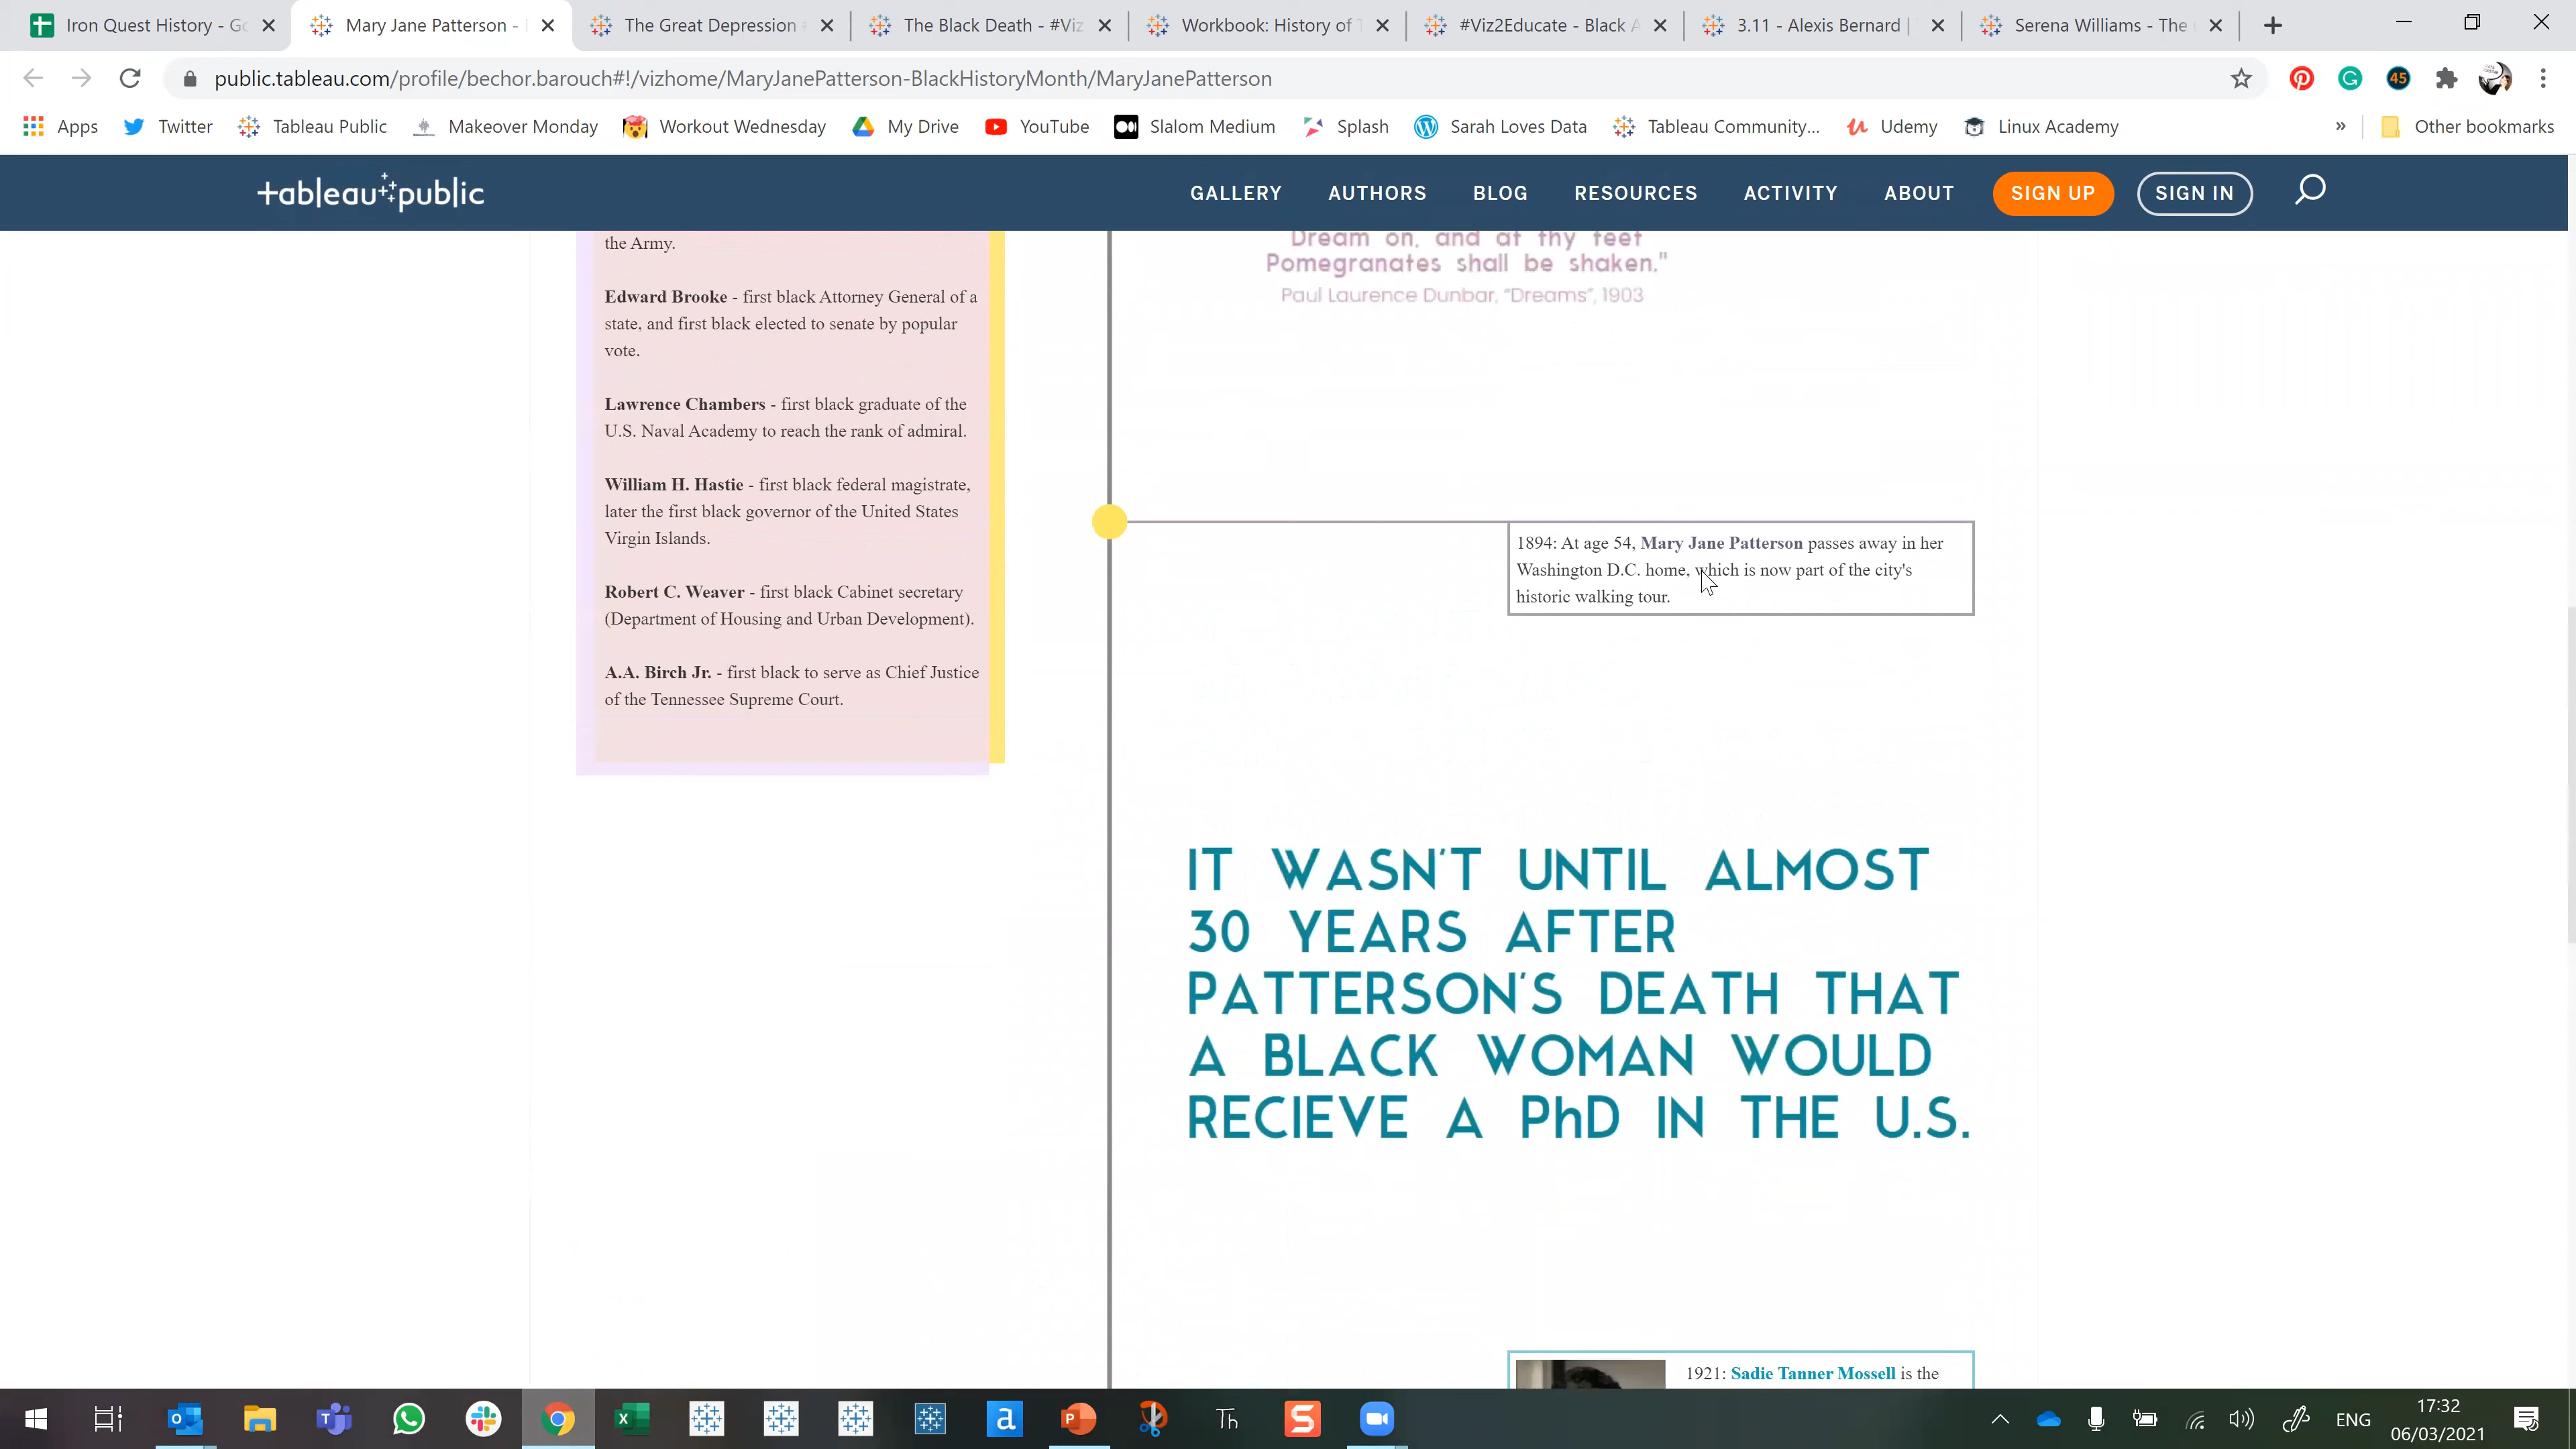 Iron Quest History - Go
Mary Jane Patterson -
The Great Depression
The Black Death - #Viz
Workbook: History of T
#Viz2Educate - Black A
3.11 - Alexis Bernard |
Serena Williams - The
public.tableau.com/profile/bechor.barouch#!/vizhome/MaryJanePatterson-BlackHistoryMonth/MaryJanePatterson
45
Apps
Twitter
Tableau Public
Makeover Monday
Workout Wednesday
My Drive
YouTube
Slalom Medium
Splash
Sarah Loves Data
Tableau Community...
Udemy
Linux Academy
»
Other bookmarks
tableau public
GALLERY
AUTHORS
BLOG
RESOURCES
ACTIVITY
ABOUT
SIGN UP
SIGN IN
the Army.
Edward Brooke - first black Attorney General of a
state, and first black elected to senate by popular
vote.
Lawrence Chambers - first black graduate of the
U.S. Naval Academy to reach the rank of admiral.
William H. Hastie - first black federal magistrate,
later the first black governor of the United States
Virgin Islands.
Robert C. Weaver - first black Cabinet secretary
(Department of Housing and Urban Development).
A.A. Birch Jr. - first black to serve as Chief Justice
of the Tennessee Supreme Court.
Dream on, and at thy feet
Pomegranates shall be shaken."
Paul Laurence Dunbar, "Dreams", 1903
1894: At age 54, Mary Jane Patterson passes away in her
Washington D.C. home, which is now part of the city's
historic walking tour.
IT WASN'T UNTIL ALMOST
30 YEARS AFTER
PATTERSON'S DEATH THAT
A BLACK WOMAN WOULD
RECIEVE A PhD IN THE U.S.
1921: Sadie Tanner Mossell is the
Th
ENG
17:32
06/03/2021